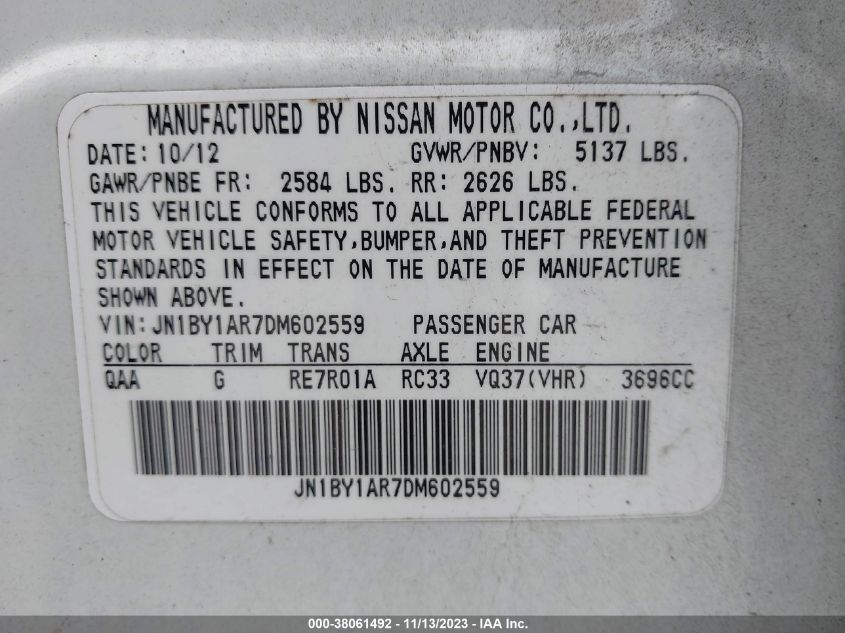 MANUFACTURED BY NISSAN MOTOR CO.,LTD.
DATE: 10/12 GVWR/PNBV: 5137 LBS.
GAWR/PNBE FR: 2584 LBS. RR: 2626 LBS.
THIS VEHICLE CONFORMS TO ALL APPLICABLE FEDERAL
MOTOR VEHICLE SAFETY,BUMPER,AND THEFT PREVENTION
STANDARDS IN EFFECT ON THE DATE OF MANUFACTURE
SHOWN ABOVE.
VIN: JN1BY1AR7DM602559 PASSENGER CAR
COLOR TRIM TRANS AXLE ENGINE
QAA G RE7R01A RC33 VQ37(VHR) 3696CC
JN1BY1AR7DM602559
000-38061492 - 11/13/2023 - IAA Inc.